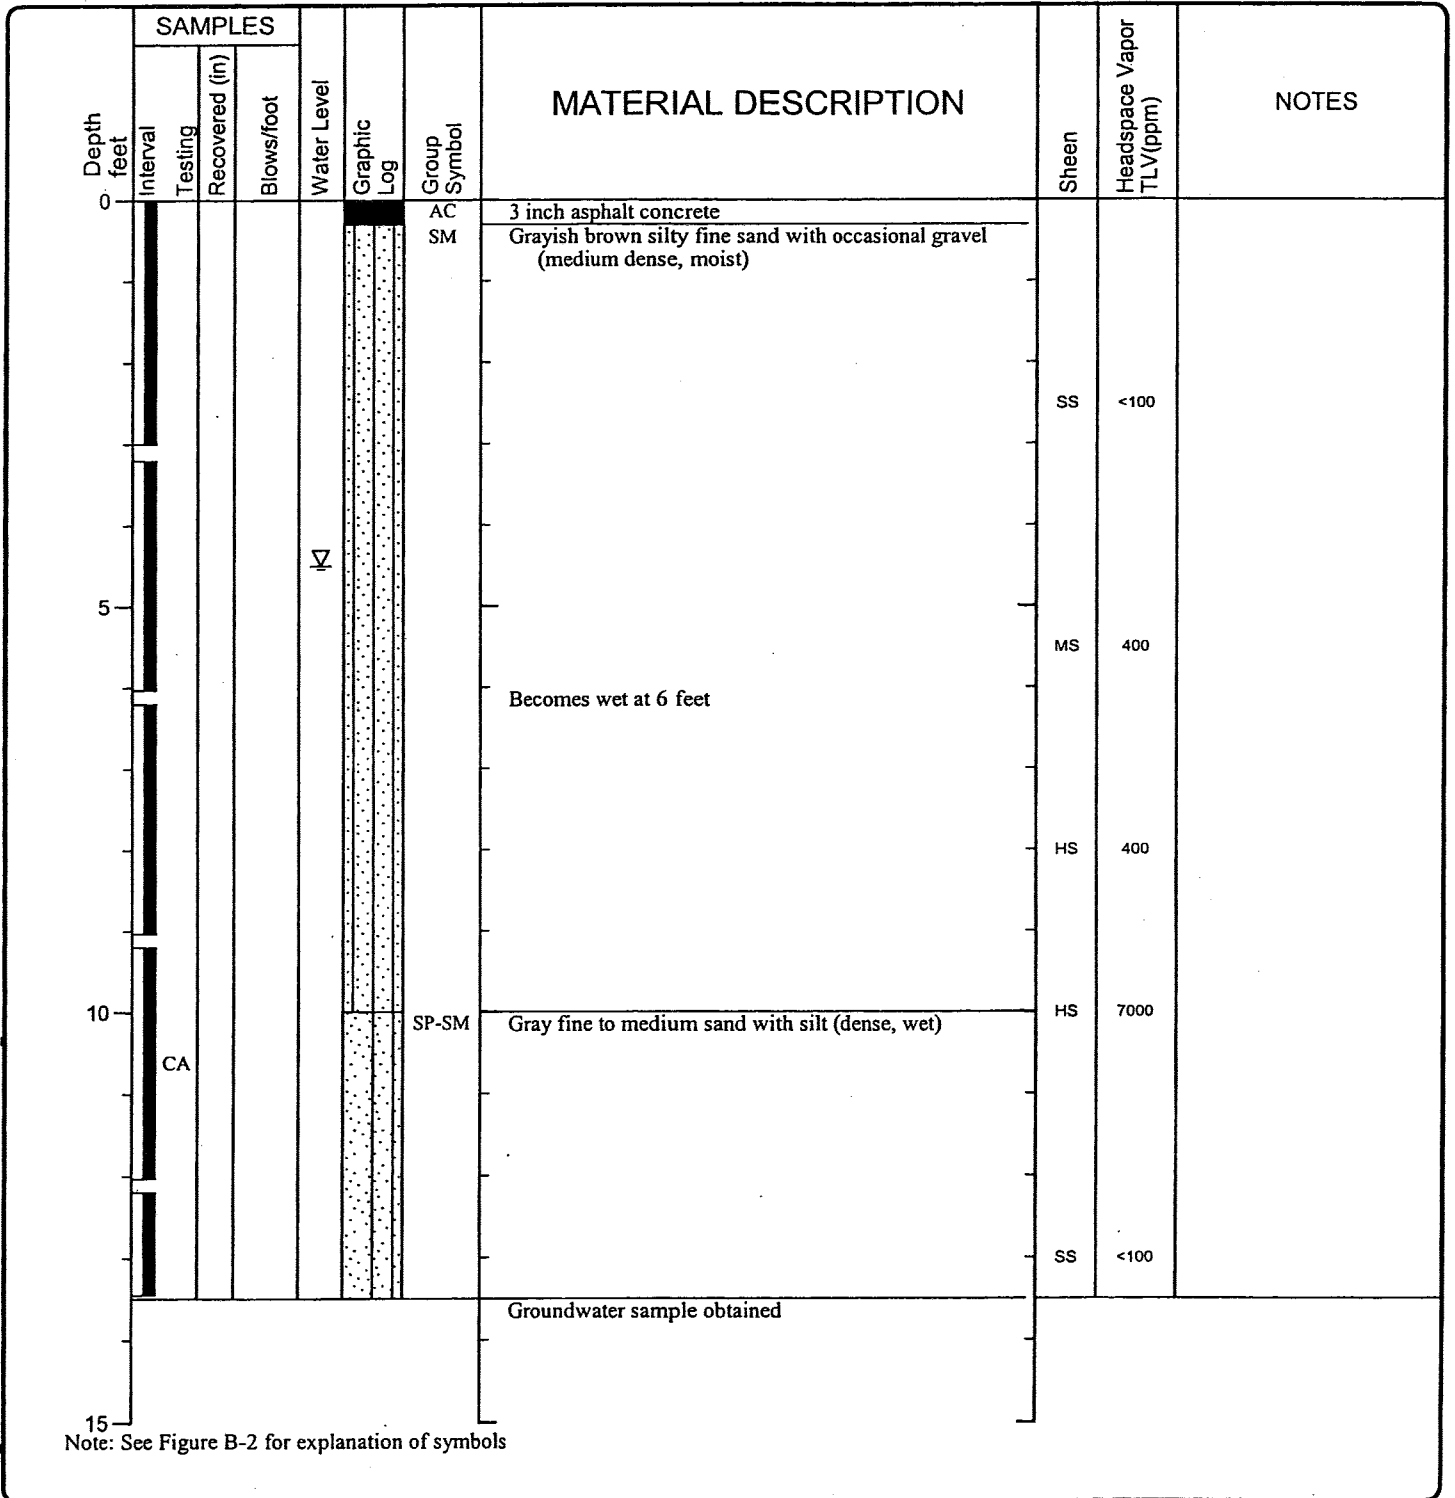 SAMPLES
Depth
feet
Interval
Testing
Recovered (in)
Blows/foot
Water Level
Graphic
Log
Group
Symbol
MATERIAL DESCRIPTION
Sheen
Headspace Vapor
TLV(ppm)
NOTES
0
AC 3 inch asphalt concrete
SM Grayish brown silty fine sand with occasional gravel
(medium dense, moist)
SS <100
5
MS 400
Becomes wet at 6 feet
HS 400
10
HS 7000
SP-SM Gray fine to medium sand with silt (dense, wet)
CA
SS <100
Groundwater sample obtained
15
Note: See Figure B-2 for explanation of symbols